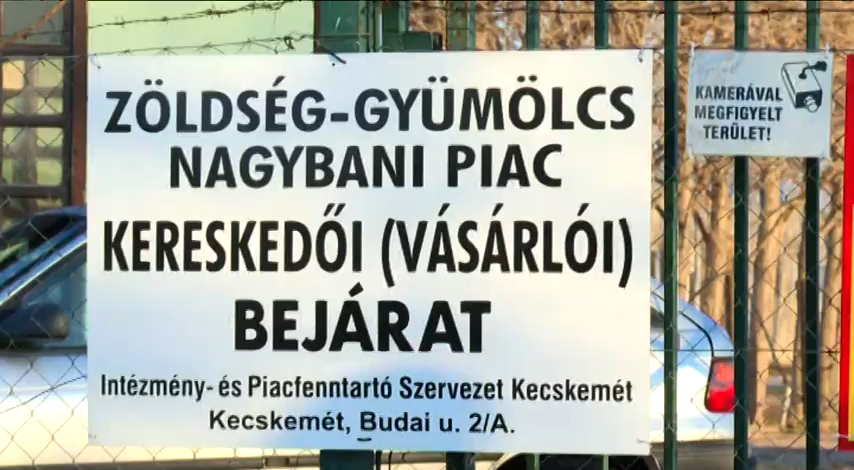 ZÖLDSÉG-GYÜMÖLCS
NAGYBANI PIAC
KERESKEDŐI (VÁSÁRLÓI)
BEJÁRAT
Intézmény- és Piacfenntartó Szervezet Kecskemét
Kecskemét, Budai u. 2/A.
KAMERÁVAL
MEGFIGYELT
TERÜLET!